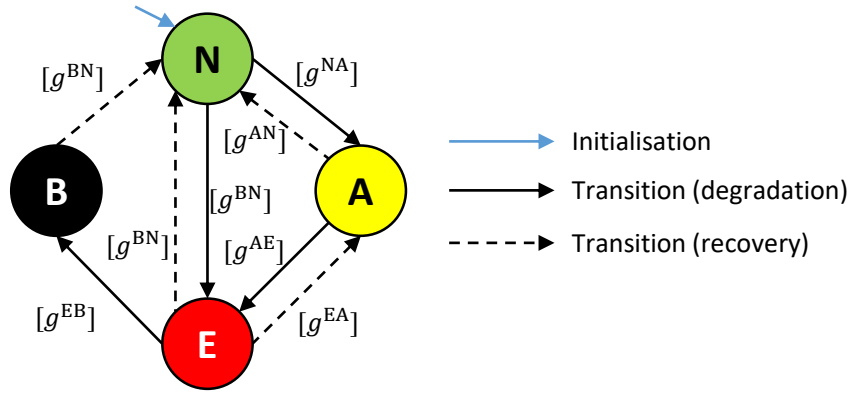 N
[g^BN]
[g^NA]
[g^AN]
B
A
[g^BN]
[g^BN]
[g^AE]
[g^EB]
[g^EA]
E
Initialisation
Transition (degradation)
Transition (recovery)